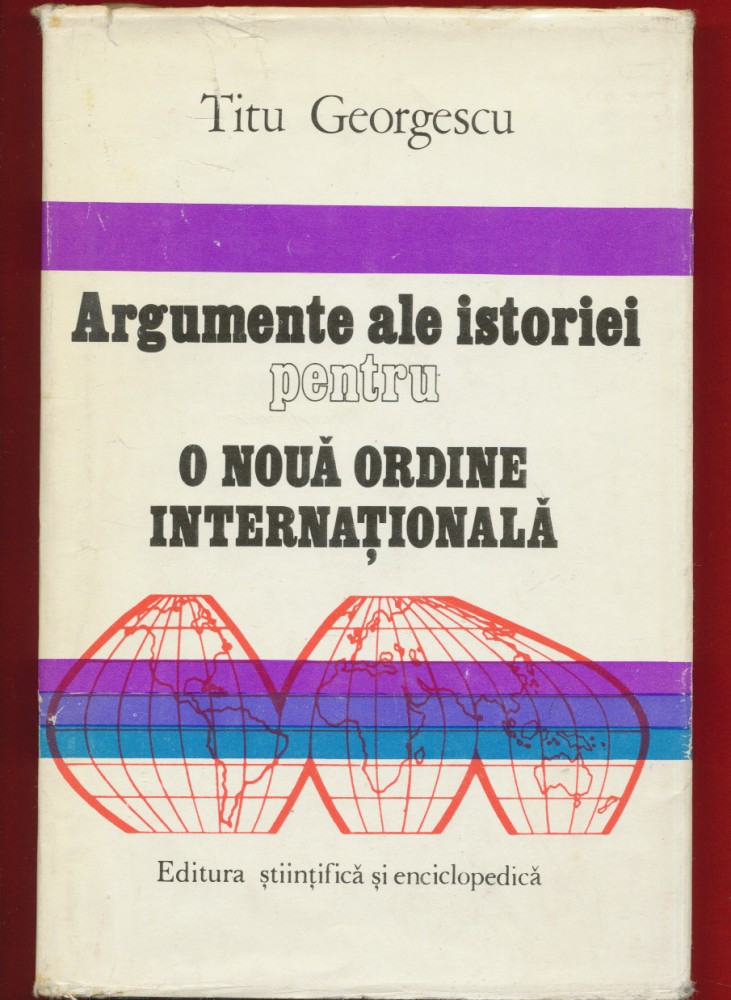 Titu Georgescu
Argumente ale istoriei
pentru
O NOUĂ ORDINE
INTERNAȚIONALĂ
Editura științifică și enciclopedică